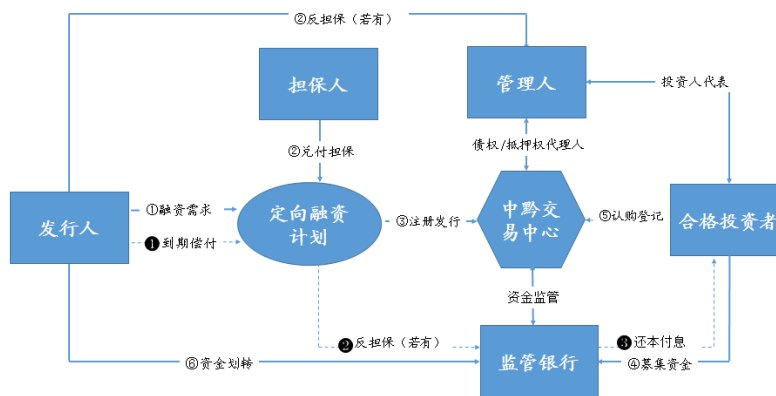 ②反担保（若有）
担保人
管理人
投资人代表
②兑付担保
债权/抵押权代理人
发行人
①融资需求
❶到期偿付
定向融资
计划
③注册发行
中黔交
易中心
⑤认购登记
合格投资者
资金监管
❷反担保（若有）
❸还本付息
⑥资金划转
监管银行
④募集资金